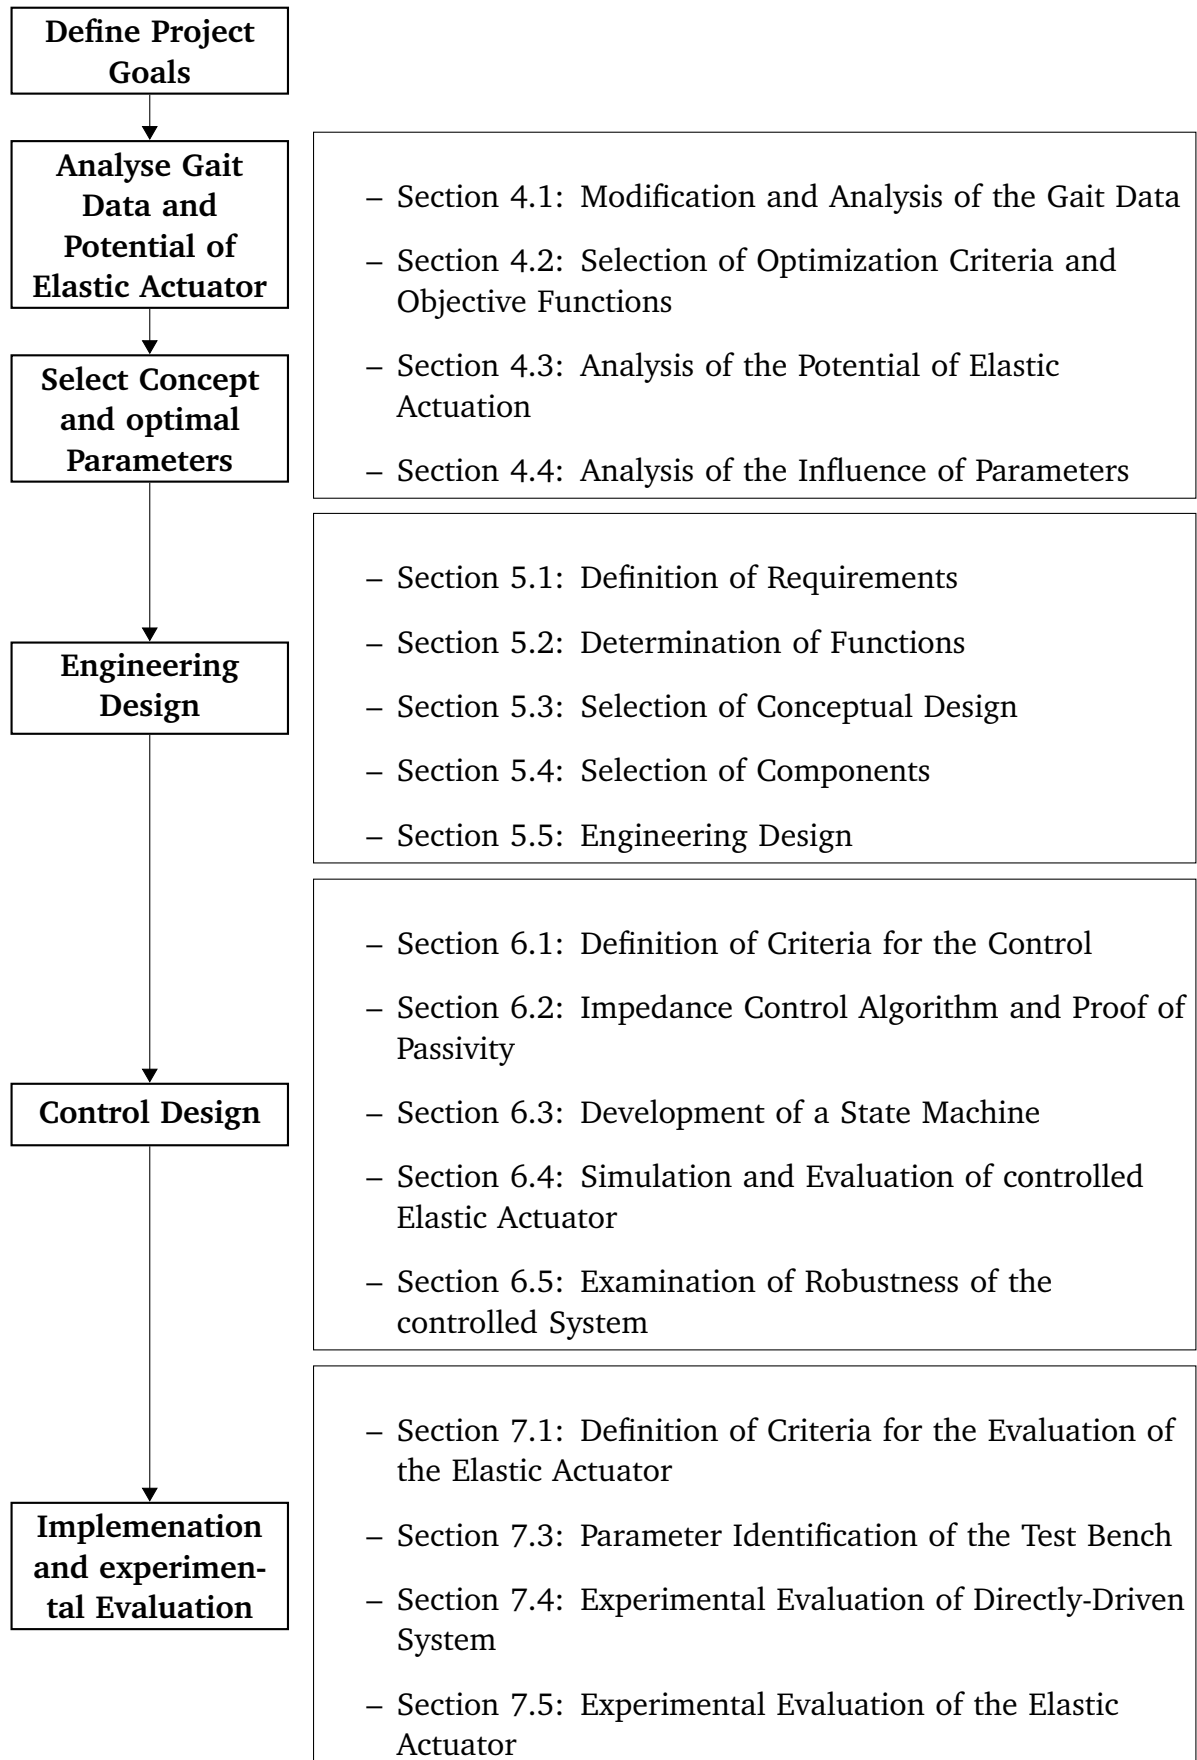 Define Project
Goals
Analyse Gait
Data and
Potential of
Elastic Actuator
Select Concept
and optimal
Parameters
– Section 4.1: Modification and Analysis of the Gait Data
– Section 4.2: Selection of Optimization Criteria and
Objective Functions
– Section 4.3: Analysis of the Potential of Elastic
Actuation
– Section 4.4: Analysis of the Influence of Parameters
Engineering
Design
– Section 5.1: Definition of Requirements
– Section 5.2: Determination of Functions
– Section 5.3: Selection of Conceptual Design
– Section 5.4: Selection of Components
– Section 5.5: Engineering Design
Control Design
– Section 6.1: Definition of Criteria for the Control
– Section 6.2: Impedance Control Algorithm and Proof of
Passivity
– Section 6.3: Development of a State Machine
– Section 6.4: Simulation and Evaluation of controlled
Elastic Actuator
– Section 6.5: Examination of Robustness of the
controlled System
Implemenation
and experimen-
tal Evaluation
– Section 7.1: Definition of Criteria for the Evaluation of
the Elastic Actuator
– Section 7.3: Parameter Identification of the Test Bench
– Section 7.4: Experimental Evaluation of Directly-Driven
System
– Section 7.5: Experimental Evaluation of the Elastic
Actuator